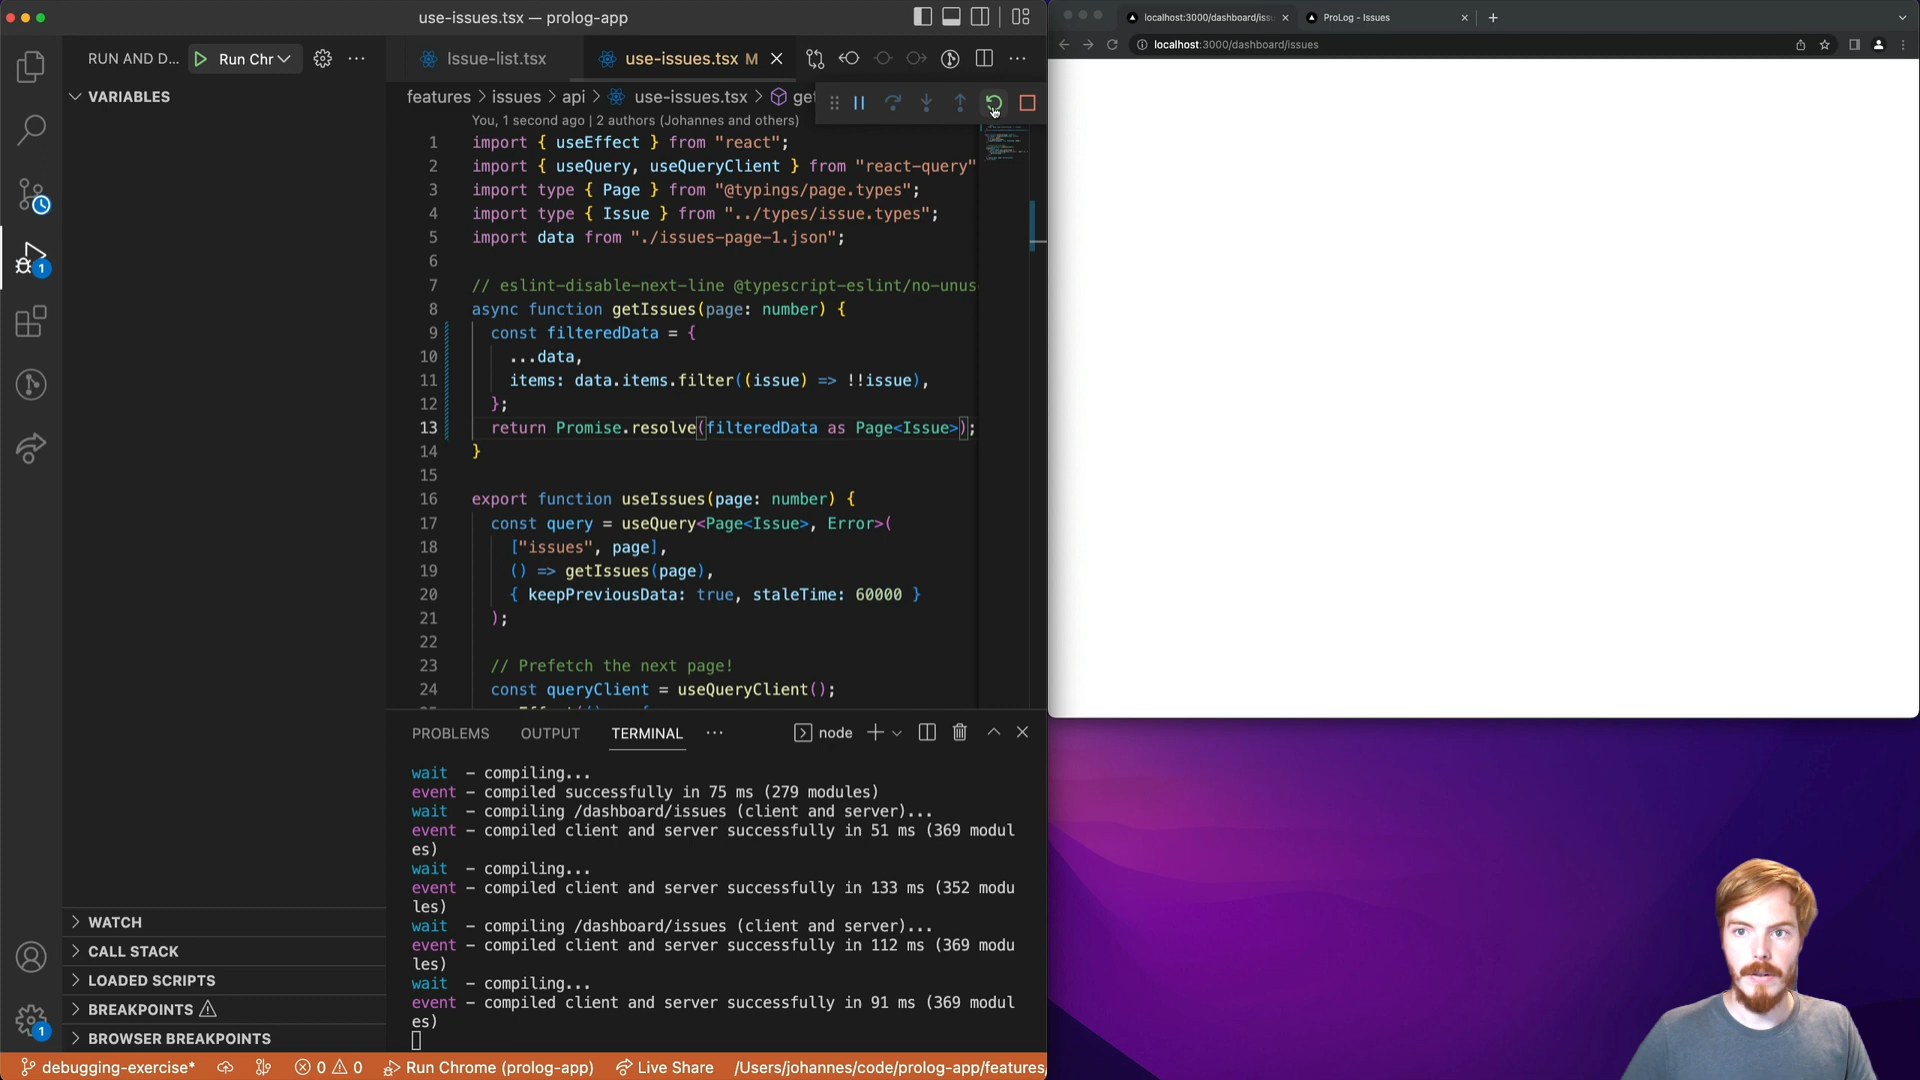 use-issues.tsx — prolog-app
RUN AND D...
Run Chr
Issue-list.tsx
use-issues.tsx M
VARIABLES
features > issues > api > use-issues.tsx > get
You, 1 second ago | 2 authors (Johannes and others)
1 import { useEffect } from "react";
2 import { useQuery, useQueryClient } from "react-query"
3 import type { Page } from "@typings/page.types";
4 import type { Issue } from "../types/issue.types";
5 import data from "./issues-page-1.json";
6
7 // eslint-disable-next-line @typescript-eslint/no-unus
8 async function getIssues(page: number) {
9 const filteredData = {
10 ...data,
11 items: data.items.filter((issue) => !!issue),
12 };
13 return Promise.resolve(filteredData as Page<Issue>);
14 }
15
16 export function useIssues(page: number) {
17 const query = useQuery<Page<Issue>, Error>(
18 ["issues", page],
19 () => getIssues(page),
20 { keepPreviousData: true, staleTime: 60000 }
21 );
22
23 // Prefetch the next page!
24 const queryClient = useQueryClient();
PROBLEMS OUTPUT TERMINAL ... node
wait - compiling...
event - compiled successfully in 75 ms (279 modules)
wait - compiling /dashboard/issues (client and server)...
event - compiled client and server successfully in 51 ms (369 modul
es)
wait - compiling...
event - compiled client and server successfully in 133 ms (352 modu
les)
wait - compiling /dashboard/issues (client and server)...
event - compiled client and server successfully in 112 ms (369 modu
les)
wait - compiling...
event - compiled client and server successfully in 91 ms (369 modul
es)
WATCH
CALL STACK
LOADED SCRIPTS
BREAKPOINTS
BROWSER BREAKPOINTS
1
1
debugging-exercise*
0 0
Run Chrome (prolog-app)
Live Share
/Users/johannes/code/prolog-app/features
localhost:3000/dashboard/iss
ProLog - Issues
localhost:3000/dashboard/issues